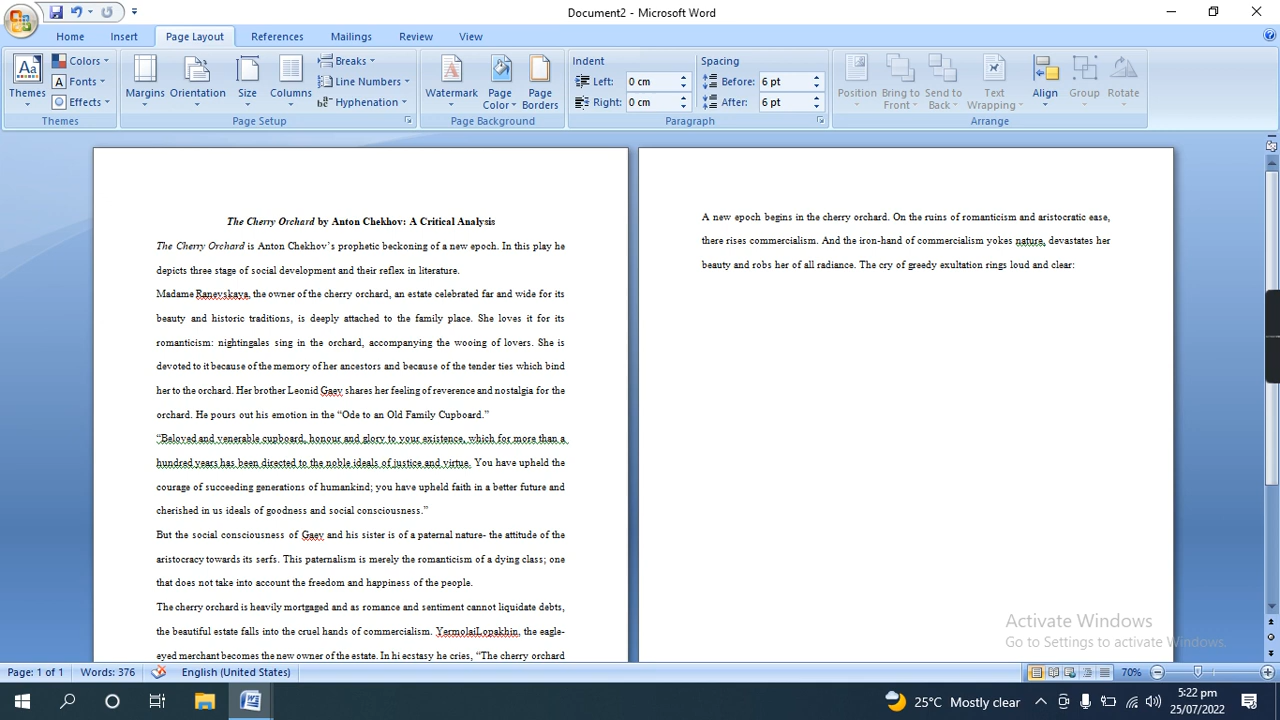 Document2 - Microsoft Word
Home Insert Page Layout References Mailings Review View
Themes
Colors
Fonts
Effects
Themes
Margins Orientation Size Columns
Breaks
Line Numbers
Hyphenation
Page Setup
Watermark Page Color Page Borders
Page Background
Indent
Left: 0 cm
Right: 0 cm
Spacing
Before: 6 pt
After: 6 pt
Paragraph
Position Bring to Front Send to Back Text Wrapping Align Group Rotate
Arrange
The Cherry Orchard by Anton Chekhov: A Critical Analysis
The Cherry Orchard is Anton Chekhov’s prophetic beckoning of a new epoch. In this play he
depicts three stage of social development and their reflex in literature.
Madame Ranevskaya, the owner of the cherry orchard, an estate celebrated far and wide for its
beauty and historic traditions, is deeply attached to the family place. She loves it for its
romanticism: nightingales sing in the orchard, accompanying the wooing of lovers. She is
devoted to it because of the memory of her ancestors and because of the tender ties which bind
her to the orchard. Her brother Leonid Gaev shares her feeling of reverence and nostalgia for the
orchard. He pours out his emotion in the “Ode to an Old Family Cupboard.”
“Beloved and venerable cupboard, honour and glory to your existence, which for more than a
hundred years has been directed to the noble ideals of justice and virtue. You have upheld the
courage of succeeding generations of humankind; you have upheld faith in a better future and
cherished in us ideals of goodness and social consciousness.”
But the social consciousness of Gaev and his sister is of a paternal nature- the attitude of the
aristocracy towards its serfs. This paternalism is merely the romanticism of a dying class; one
that does not take into account the freedom and happiness of the people.
The cherry orchard is heavily mortgaged and as romance and sentiment cannot liquidate debts,
the beautiful estate falls into the cruel hands of commercialism. YermolaiLopakhin, the eagle-
eyed merchant becomes the new owner of the estate. In hi ecstasy he cries, “The cherry orchard
A new epoch begins in the cherry orchard. On the ruins of romanticism and aristocratic ease,
there rises commercialism. And the iron-hand of commercialism yokes nature, devastates her
beauty and robs her of all radiance. The cry of greedy exultation rings loud and clear:
Activate Windows
Go to Settings to activate Windows.
Page: 1 of 1 Words: 376 English (United States) 70%
25°C Mostly clear
5:22 pm
25/07/2022